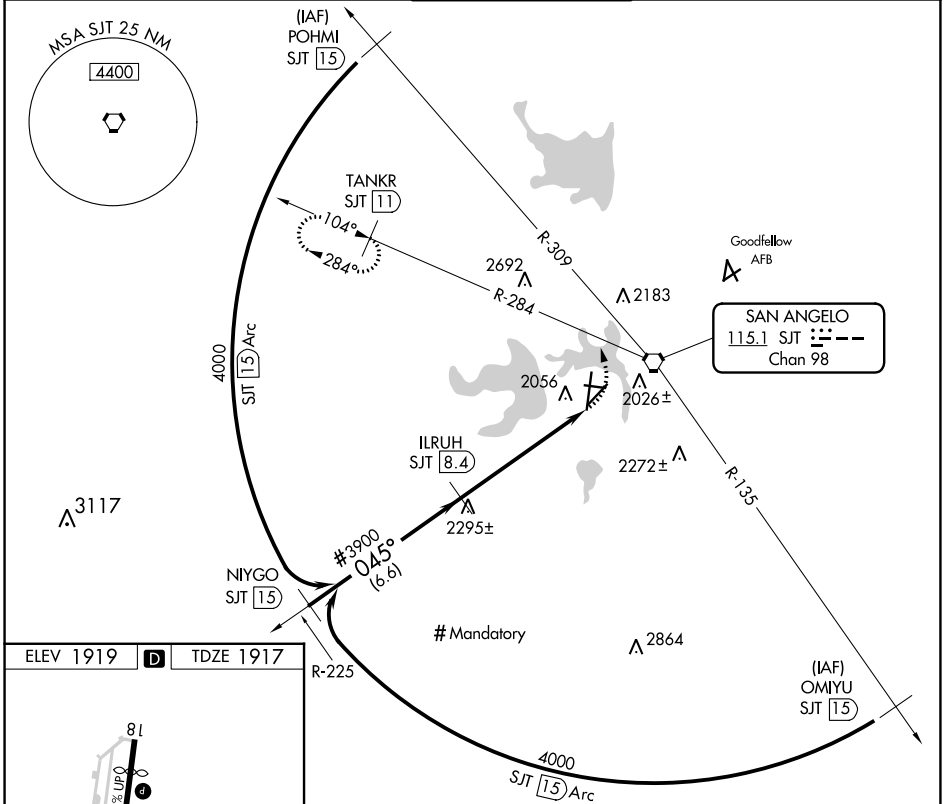 MSA SJT 25 NM
4400
(IAF)
POHMI
SJT 15
TANKR
SJT 11
104°
284°
R-309
R-284
2692
2183
Goodfellow
AFB
SAN ANGELO
115.1 SJT
Chan 98
4000
SJT 15 Arc
2056
2026±
ILRUH
SJT 8.4
2272±
R-135
3117
2295±
#3900
045°
(6.6)
NIYGO
SJT 15
# Mandatory
2864
R-225
(IAF)
OMIYU
SJT 15
4000
SJT 15 Arc
ELEV 1919 D TDZE 1917
18
% UP
P